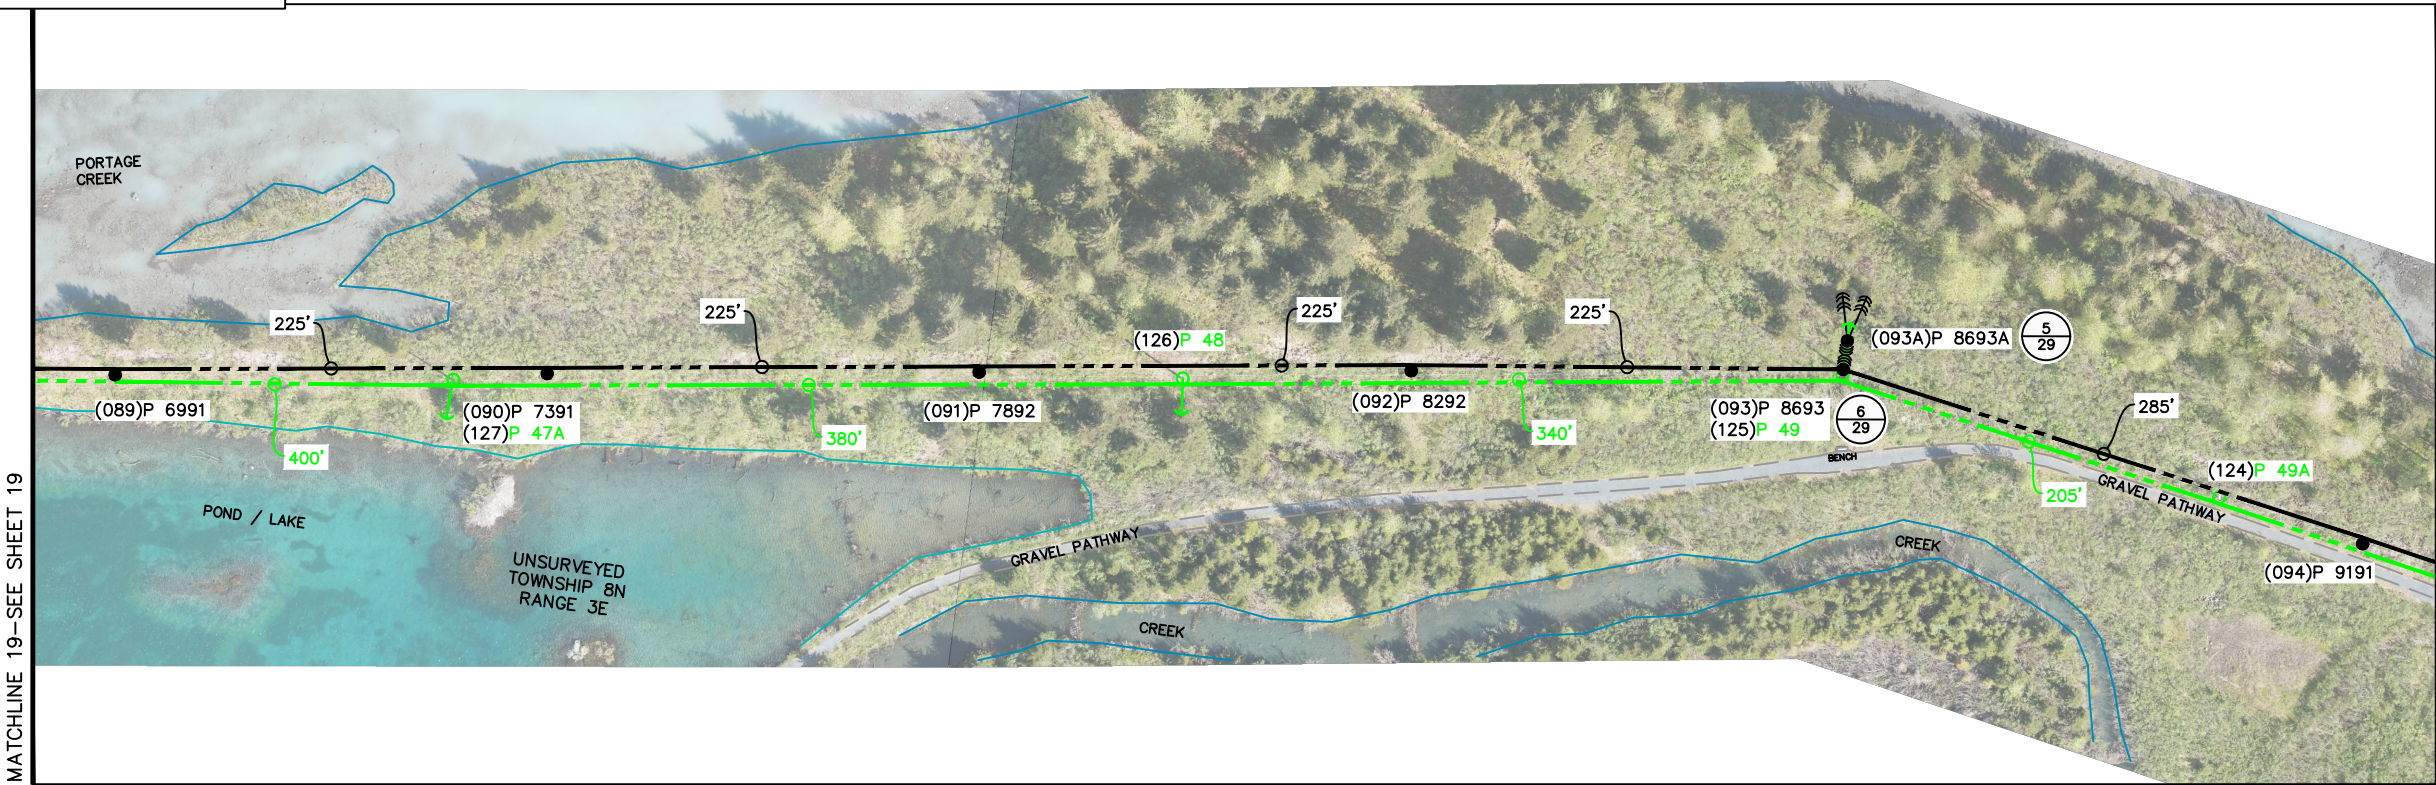 PORTAGE
CREEK
225'
225'
(126)P 48
225'
225'
(093A)P 8693A
5
29
(089)P 6991
400'
(090)P 7391
(127)P 47A
380'
(091)P 7892
(092)P 8292
340'
(093)P 8693
(125)P 49
6
29
BENCH
285'
205'
(124)P 49A
GRAVEL PATHWAY
(094)P 9191
POND / LAKE
UNSURVEYED
TOWNSHIP 8N
RANGE 3E
GRAVEL PATHWAY
CREEK
CREEK
MATCHLINE 19-SEE SHEET 19